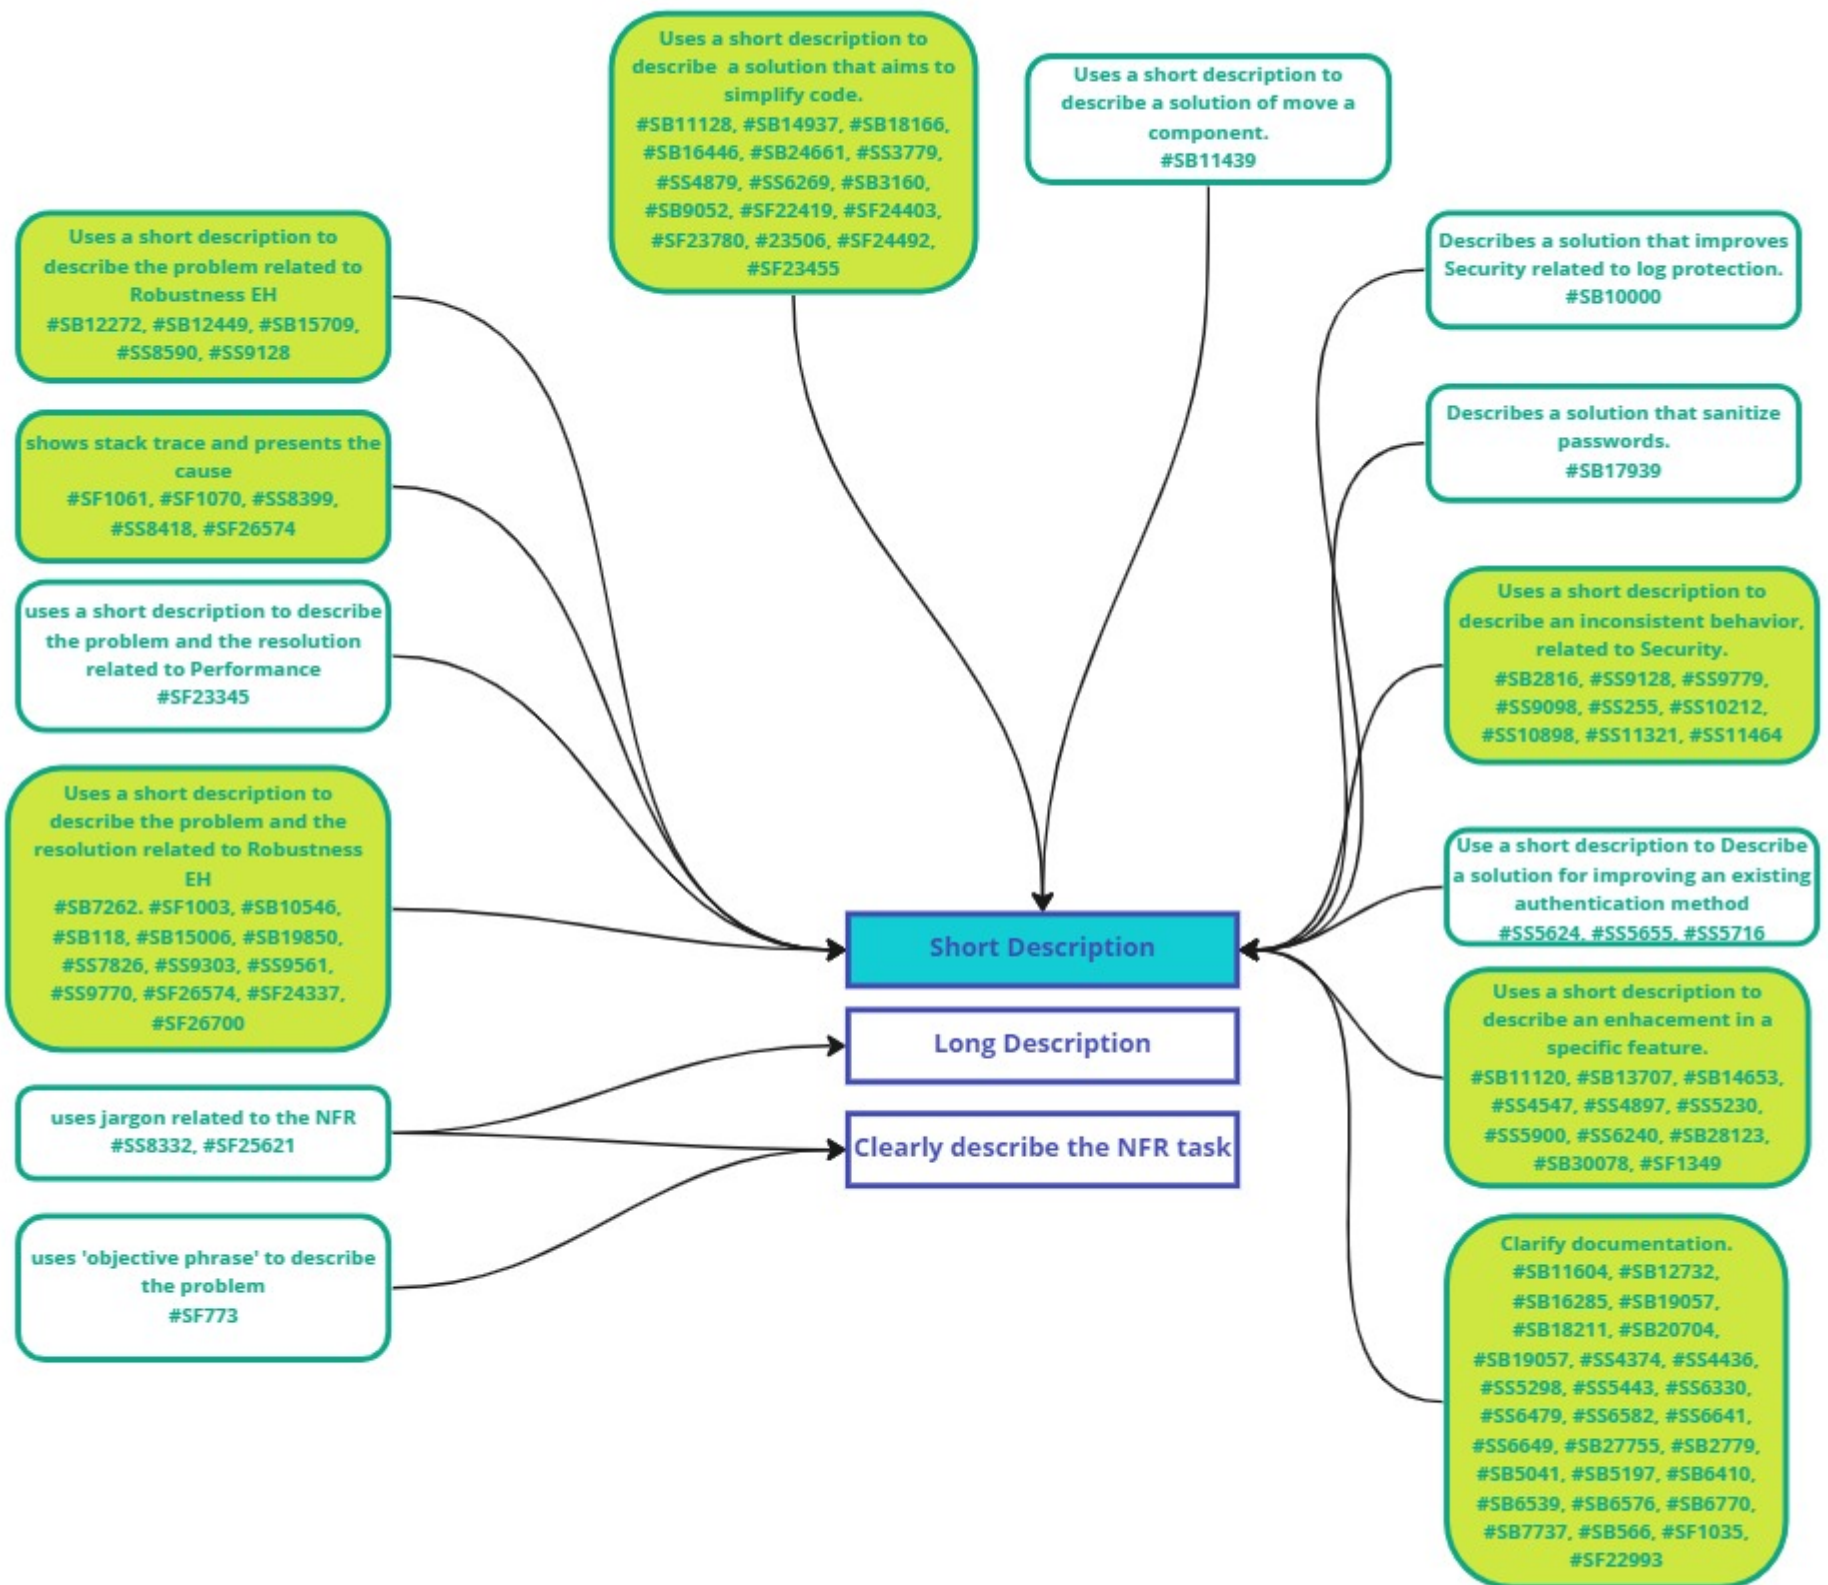 Uses a short description to
describe a solution that aims to
simplify code.
#SB11128, #SB14937, #SB18166,
#SB16446, #SB24661, #SS3779,
#SS4879, #SS6269, #SB3160,
#SB9052, #SF22419, #SF24403,
#SF23780, #23506, #SF24492,
#SF23455
Uses a short description to
describe a solution of move a
component.
#SB11439
Uses a short description to
describe the problem related to
Robustness EH
#SB12272, #SB12449, #SB15709,
#SS8590, #SS9128
shows stack trace and presents the
cause
#SF1061, #SF1070, #SS8399,
#SS8418, #SF26574
uses a short description to describe
the problem and the resolution
related to Performance
#SF23345
Uses a short description to
describe the problem and the
resolution related to Robustness
EH
#SB7262. #SF1003, #SB10546,
#SB118, #SB15006, #SB19850,
#SS7826, #SS9303, #SS9561,
#SS9770, #SF26574, #SF24337,
#SF26700
uses jargon related to the NFR
#SS8332, #SF25621
uses 'objective phrase' to describe
the problem
#SF773
Short Description
Long Description
Clearly describe the NFR task
Describes a solution that improves
Security related to log protection.
#SB10000
Describes a solution that sanitize
passwords.
#SB17939
Uses a short description to
describe an inconsistent behavior,
related to Security.
#SB2816, #SS9128, #SS9779,
#SS9098, #SS255, #SS10212,
#SS10898, #SS11321, #SS11464
Use a short description to Describe
a solution for improving an existing
authentication method
#SS5624, #SS5655, #SS5716
Uses a short description to
describe an enhacement in a
specific feature.
#SB11120, #SB13707, #SB14653,
#SS4547, #SS4897, #SS5230,
#SS5900, #SS6240, #SB28123,
#SB30078, #SF1349
Clarify documentation.
#SB11604, #SB12732,
#SB16285, #SB19057,
#SB18211, #SB20704,
#SB19057, #SS4374, #SS4436,
#SS5298, #SS5443, #SS6330,
#SS6479, #SS6582, #SS6641,
#SS6649, #SB27755, #SB2779,
#SB5041, #SB5197, #SB6410,
#SB6539, #SB6576, #SB6770,
#SB7737, #SB566, #SF1035,
#SF22993